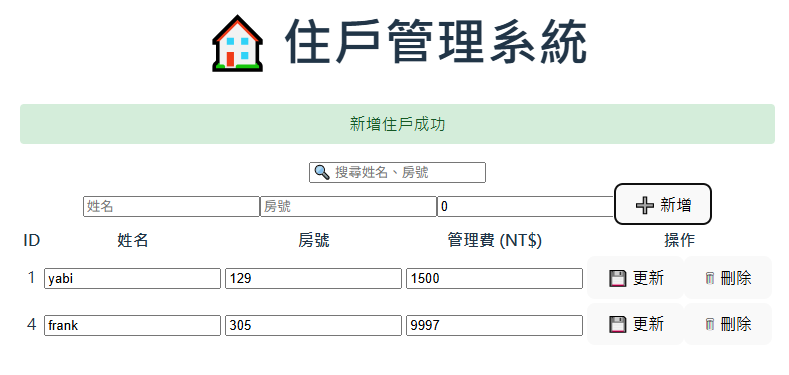 住戶管理系統
新增住戶成功
搜尋姓名、房號
姓名 房號 0 新增
ID 姓名 房號 管理費 (NT$) 操作
1 yabi 129 1500 更新 刪除
4 frank 305 9997 更新 刪除